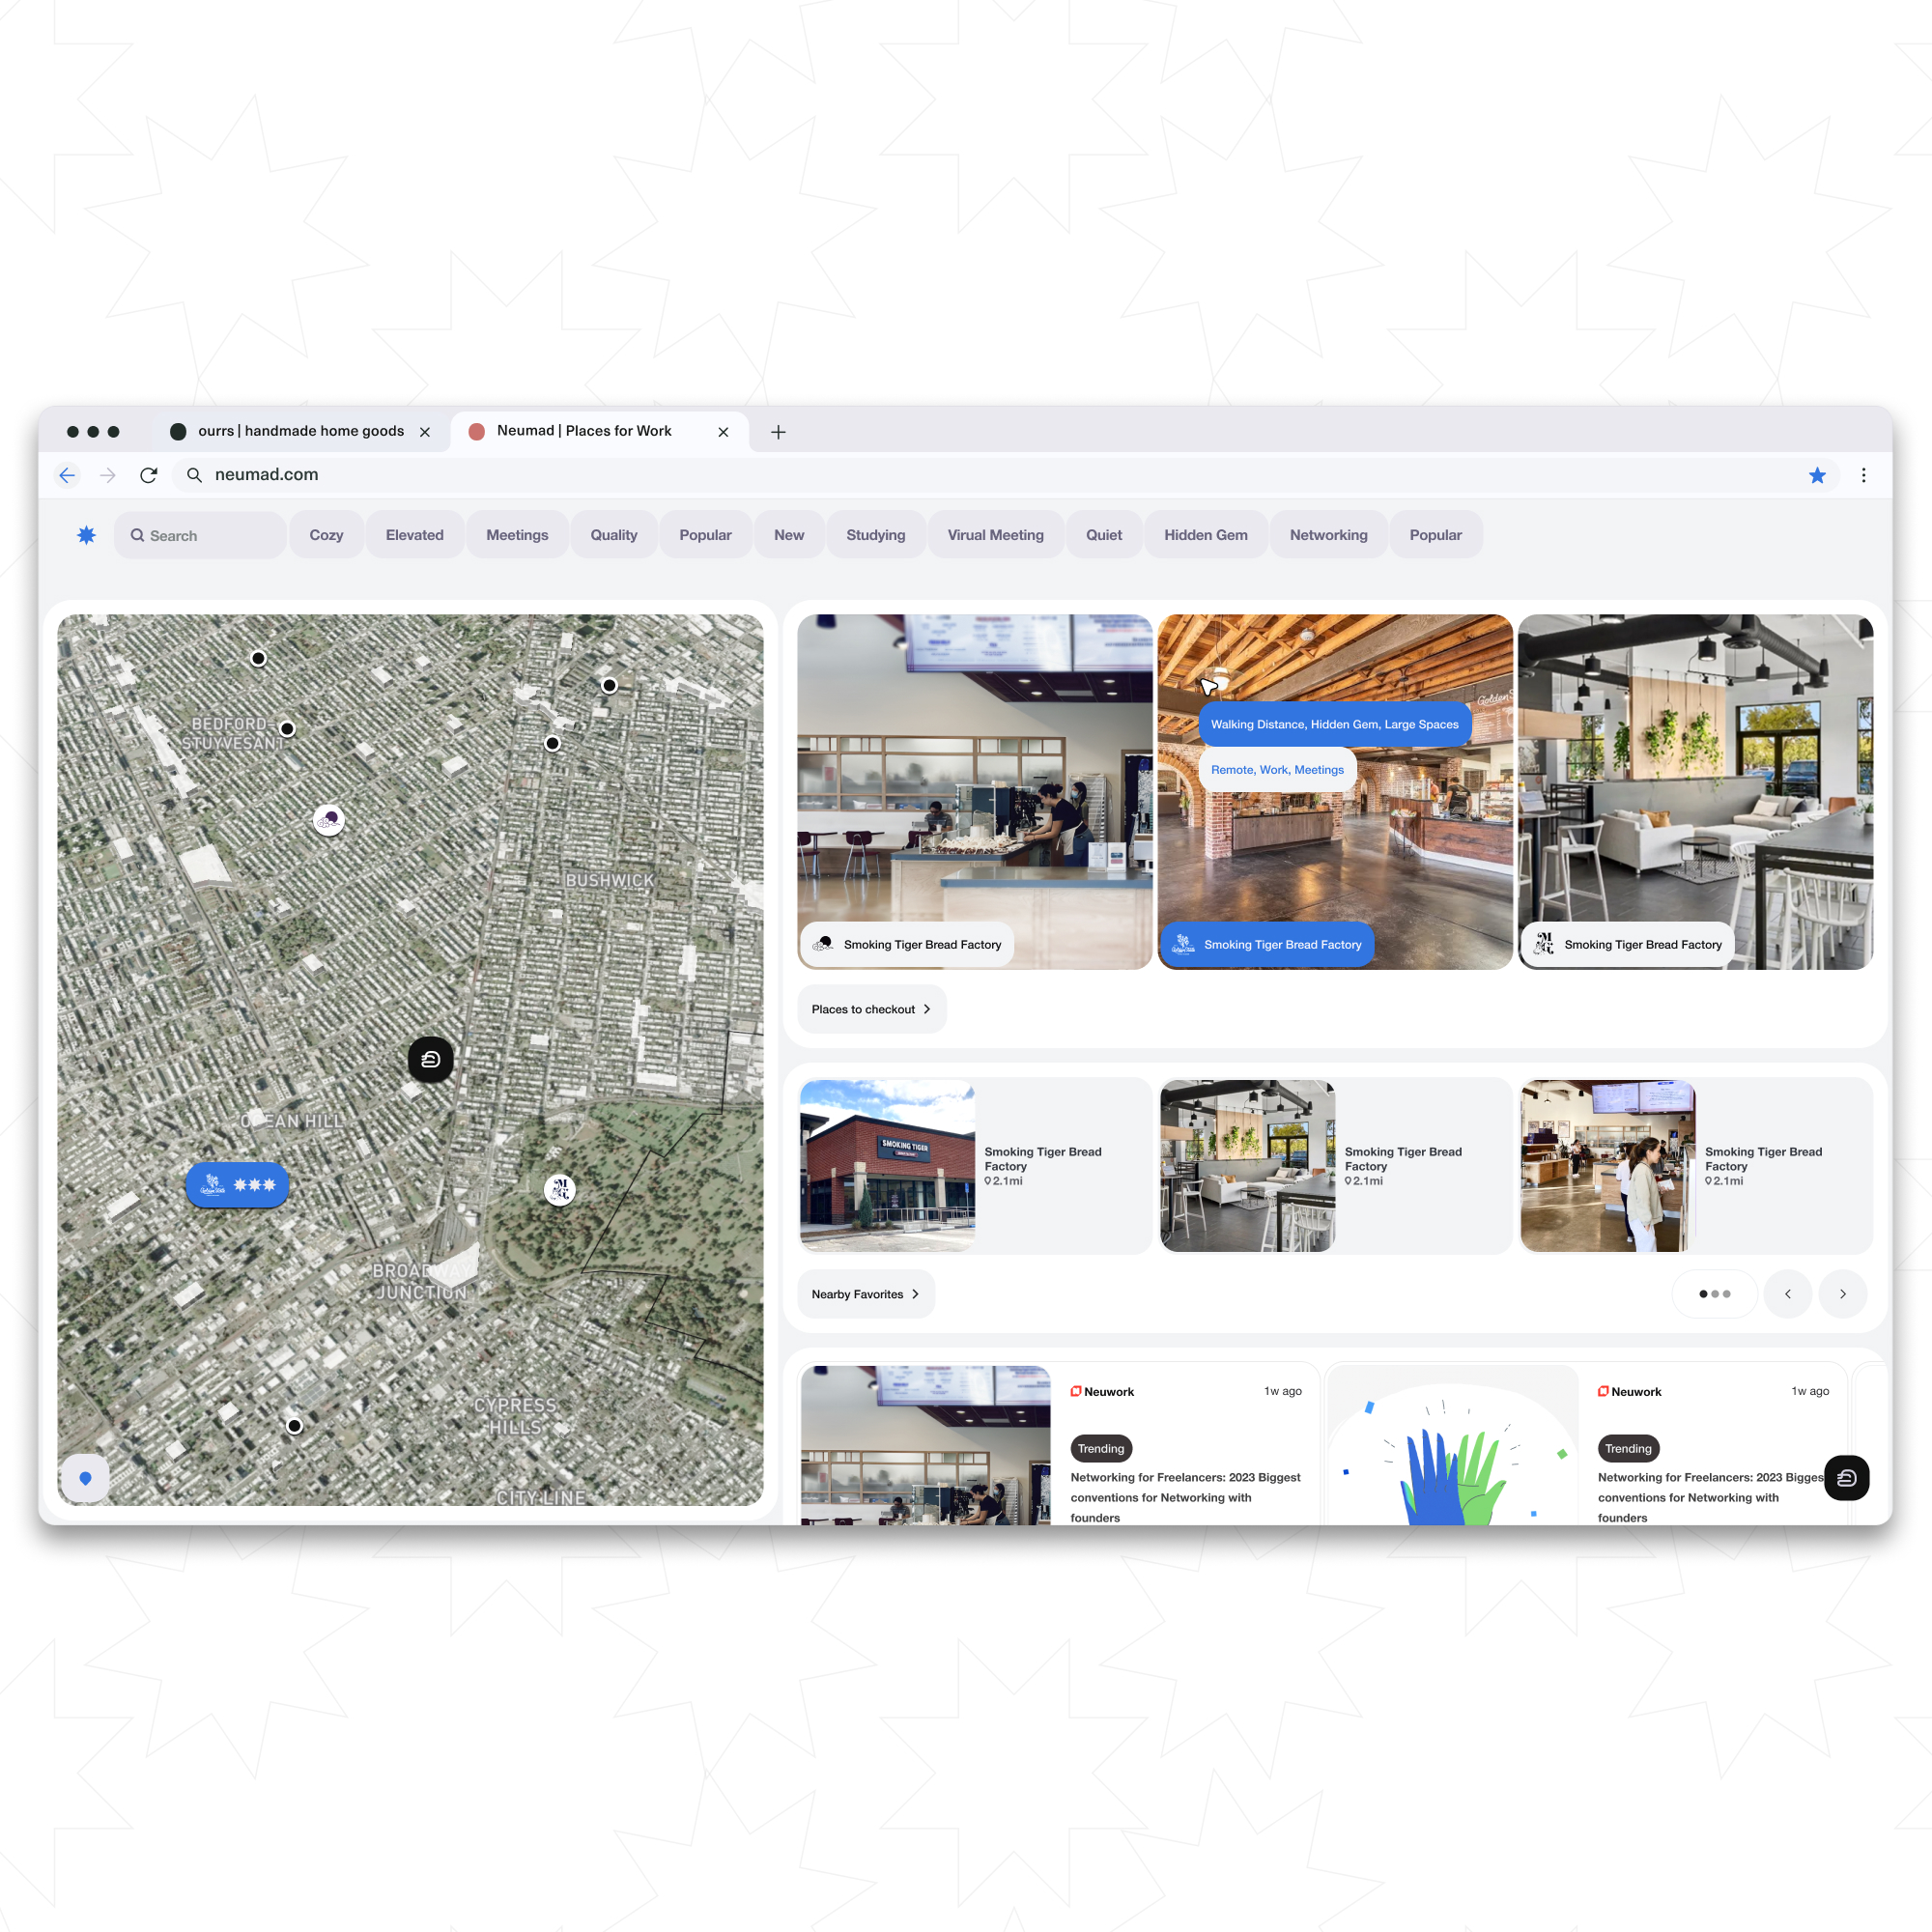 ourrs | handmade home goods
Neumad | Places for Work
neumad.com
Search
Cozy
Elevated
Meetings
Quality
Popular
New
Studying
Virual Meeting
Quiet
Hidden Gem
Networking
Popular
BEDFORD-
STUYVESANT
BUSHWICK
OCEAN HILL
BROADWAY
JUNCTION
CYPRESS
HILLS
CITY LINE
Walking Distance, Hidden Gem, Large Spaces
Remote, Work, Meetings
Smoking Tiger Bread Factory
Smoking Tiger Bread Factory
Smoking Tiger Bread Factory
Places to checkout
SMOKING TIGER
Smoking Tiger Bread
Factory
2.1mi
Smoking Tiger Bread
Factory
2.1mi
Smoking Tiger Bread
Factory
2.1mi
Nearby Favorites
Neuwork
1w ago
Trending
Networking for Freelancers: 2023 Biggest
conventions for Networking with
founders
Neuwork
1w ago
Trending
Networking for Freelancers: 2023 Bigges
conventions for Networking with
founders